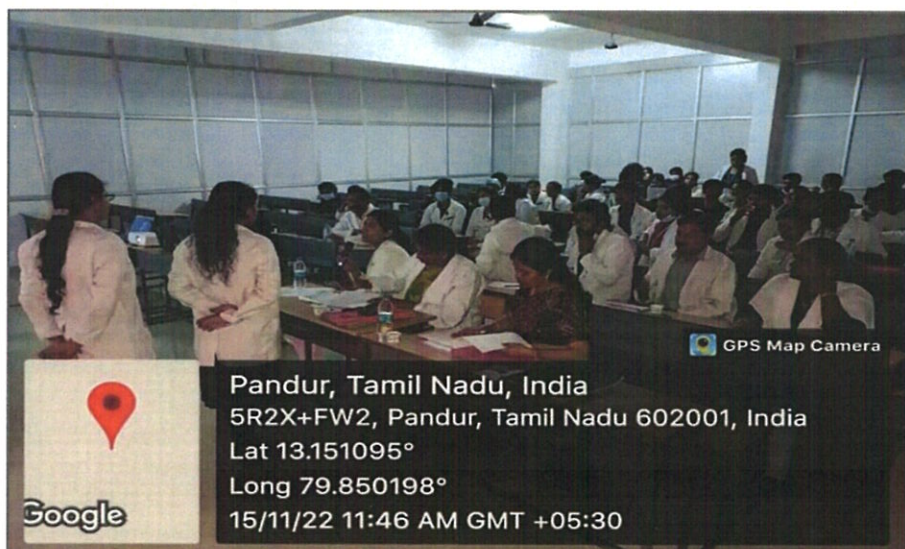 GPS Map Camera
Pandur, Tamil Nadu, India
5R2X+FW2, Pandur, Tamil Nadu 602001, India
Lat 13.151095°
Long 79.850198°
15/11/22 11:46 AM GMT +05:30
Google